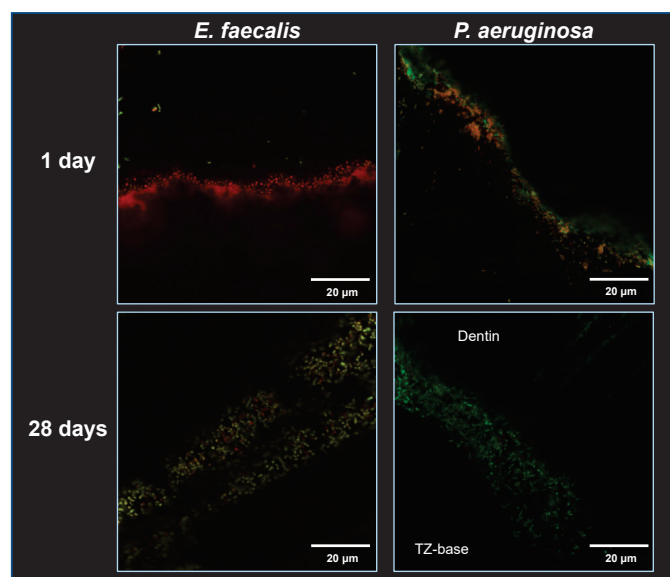 E. faecalis
P. aeruginosa
1 day
20 µm
20 µm
28 days
Dentin
TZ-base
20 µm
20 µm